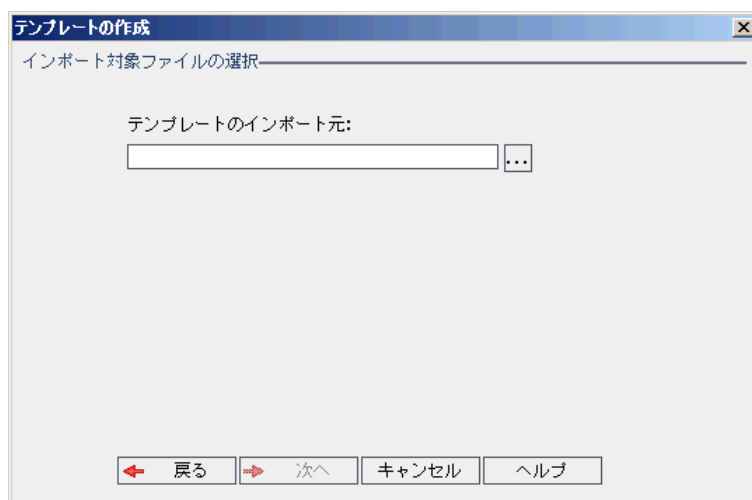 テンプレートの作成
インポート対象ファイルの選択
テンプレートのインポート元:
...
戻る 次へ キャンセル ヘルプ